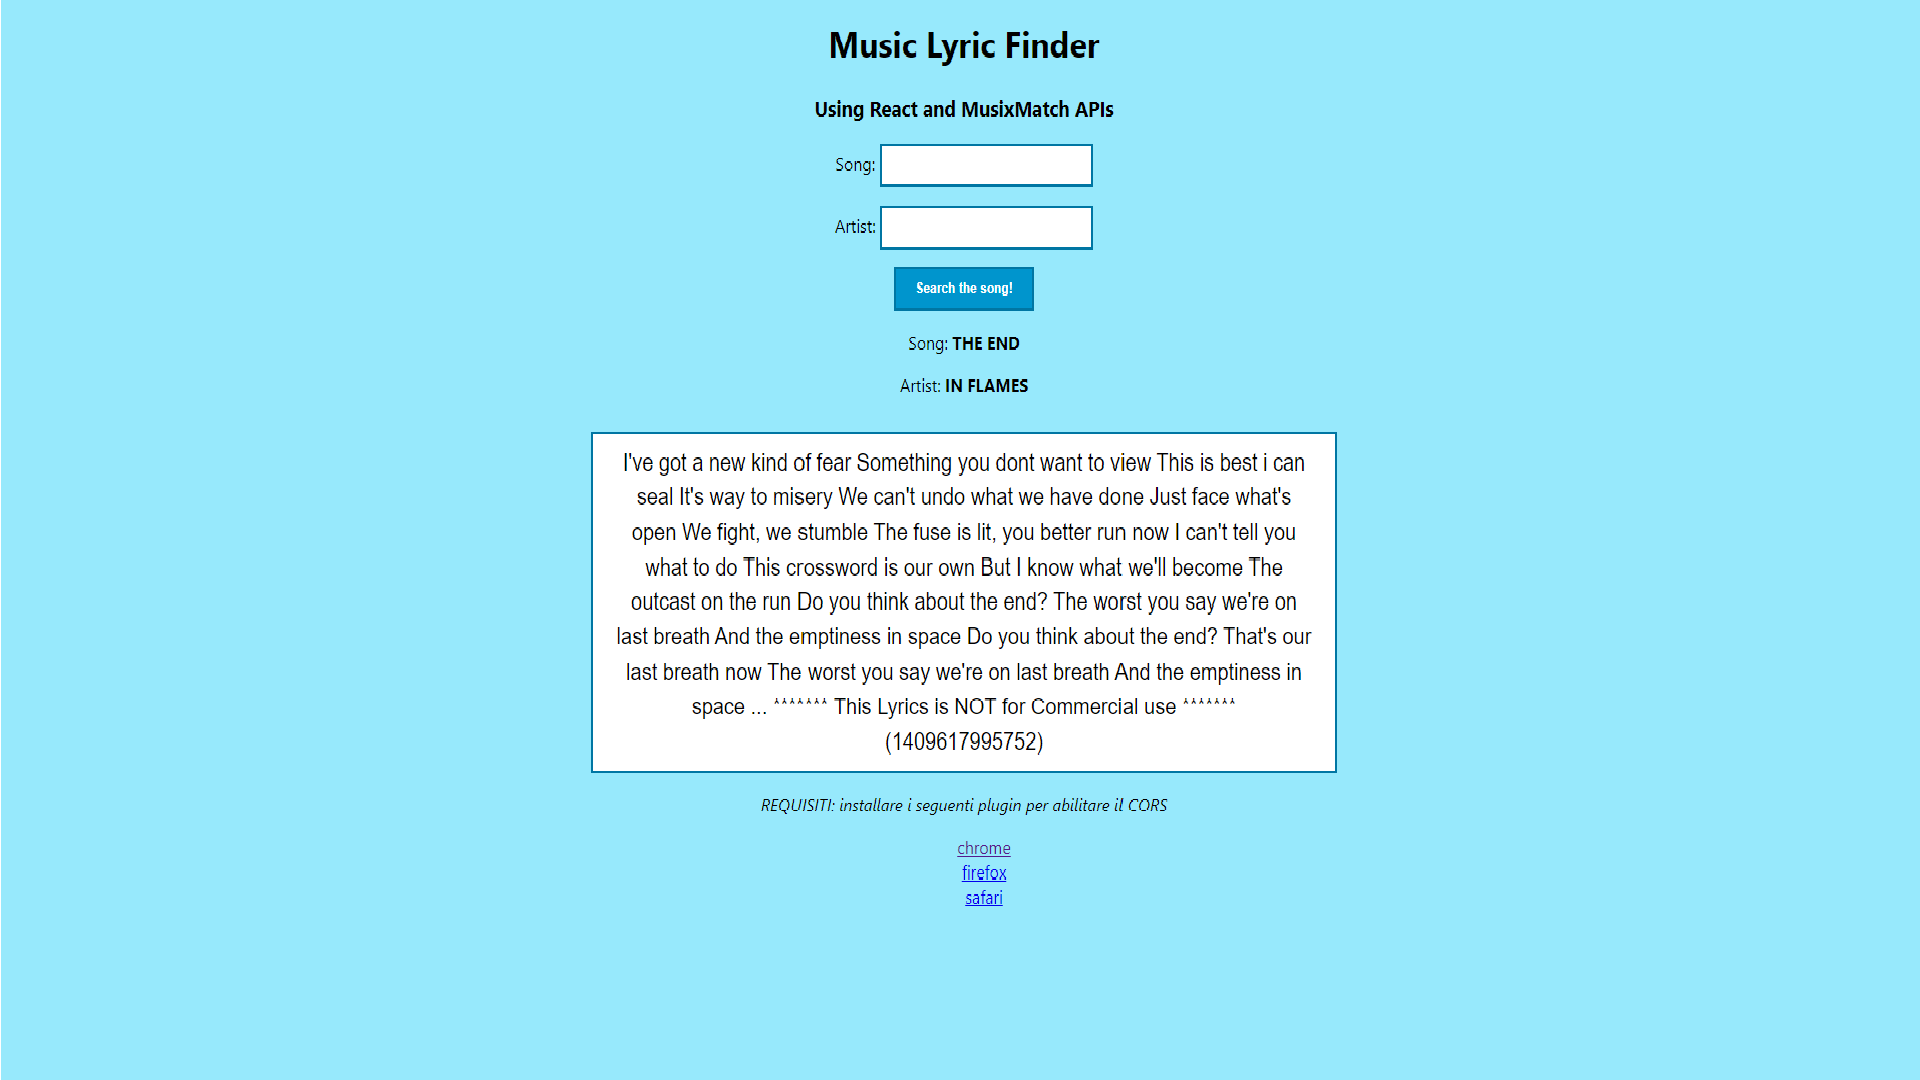 Music Lyric Finder
Using React and MusixMatch APIs
Song:
Artist:
Search the song!
Song: THE END
Artist: IN FLAMES
I've got a new kind of fear Something you dont want to view This is best i can
seal It's way to misery We can't undo what we have done Just face what's
open We fight, we stumble The fuse is lit, you better run now I can't tell you
what to do This crossword is our own But I know what we'll become The
outcast on the run Do you think about the end? The worst you say we're on
last breath And the emptiness in space Do you think about the end? That's our
last breath now The worst you say we're on last breath And the emptiness in
space ... ******* This Lyrics is NOT for Commercial use *******
(1409617995752)
REQUISITI: installare i seguenti plugin per abilitare il CORS
chrome
firefox
safari